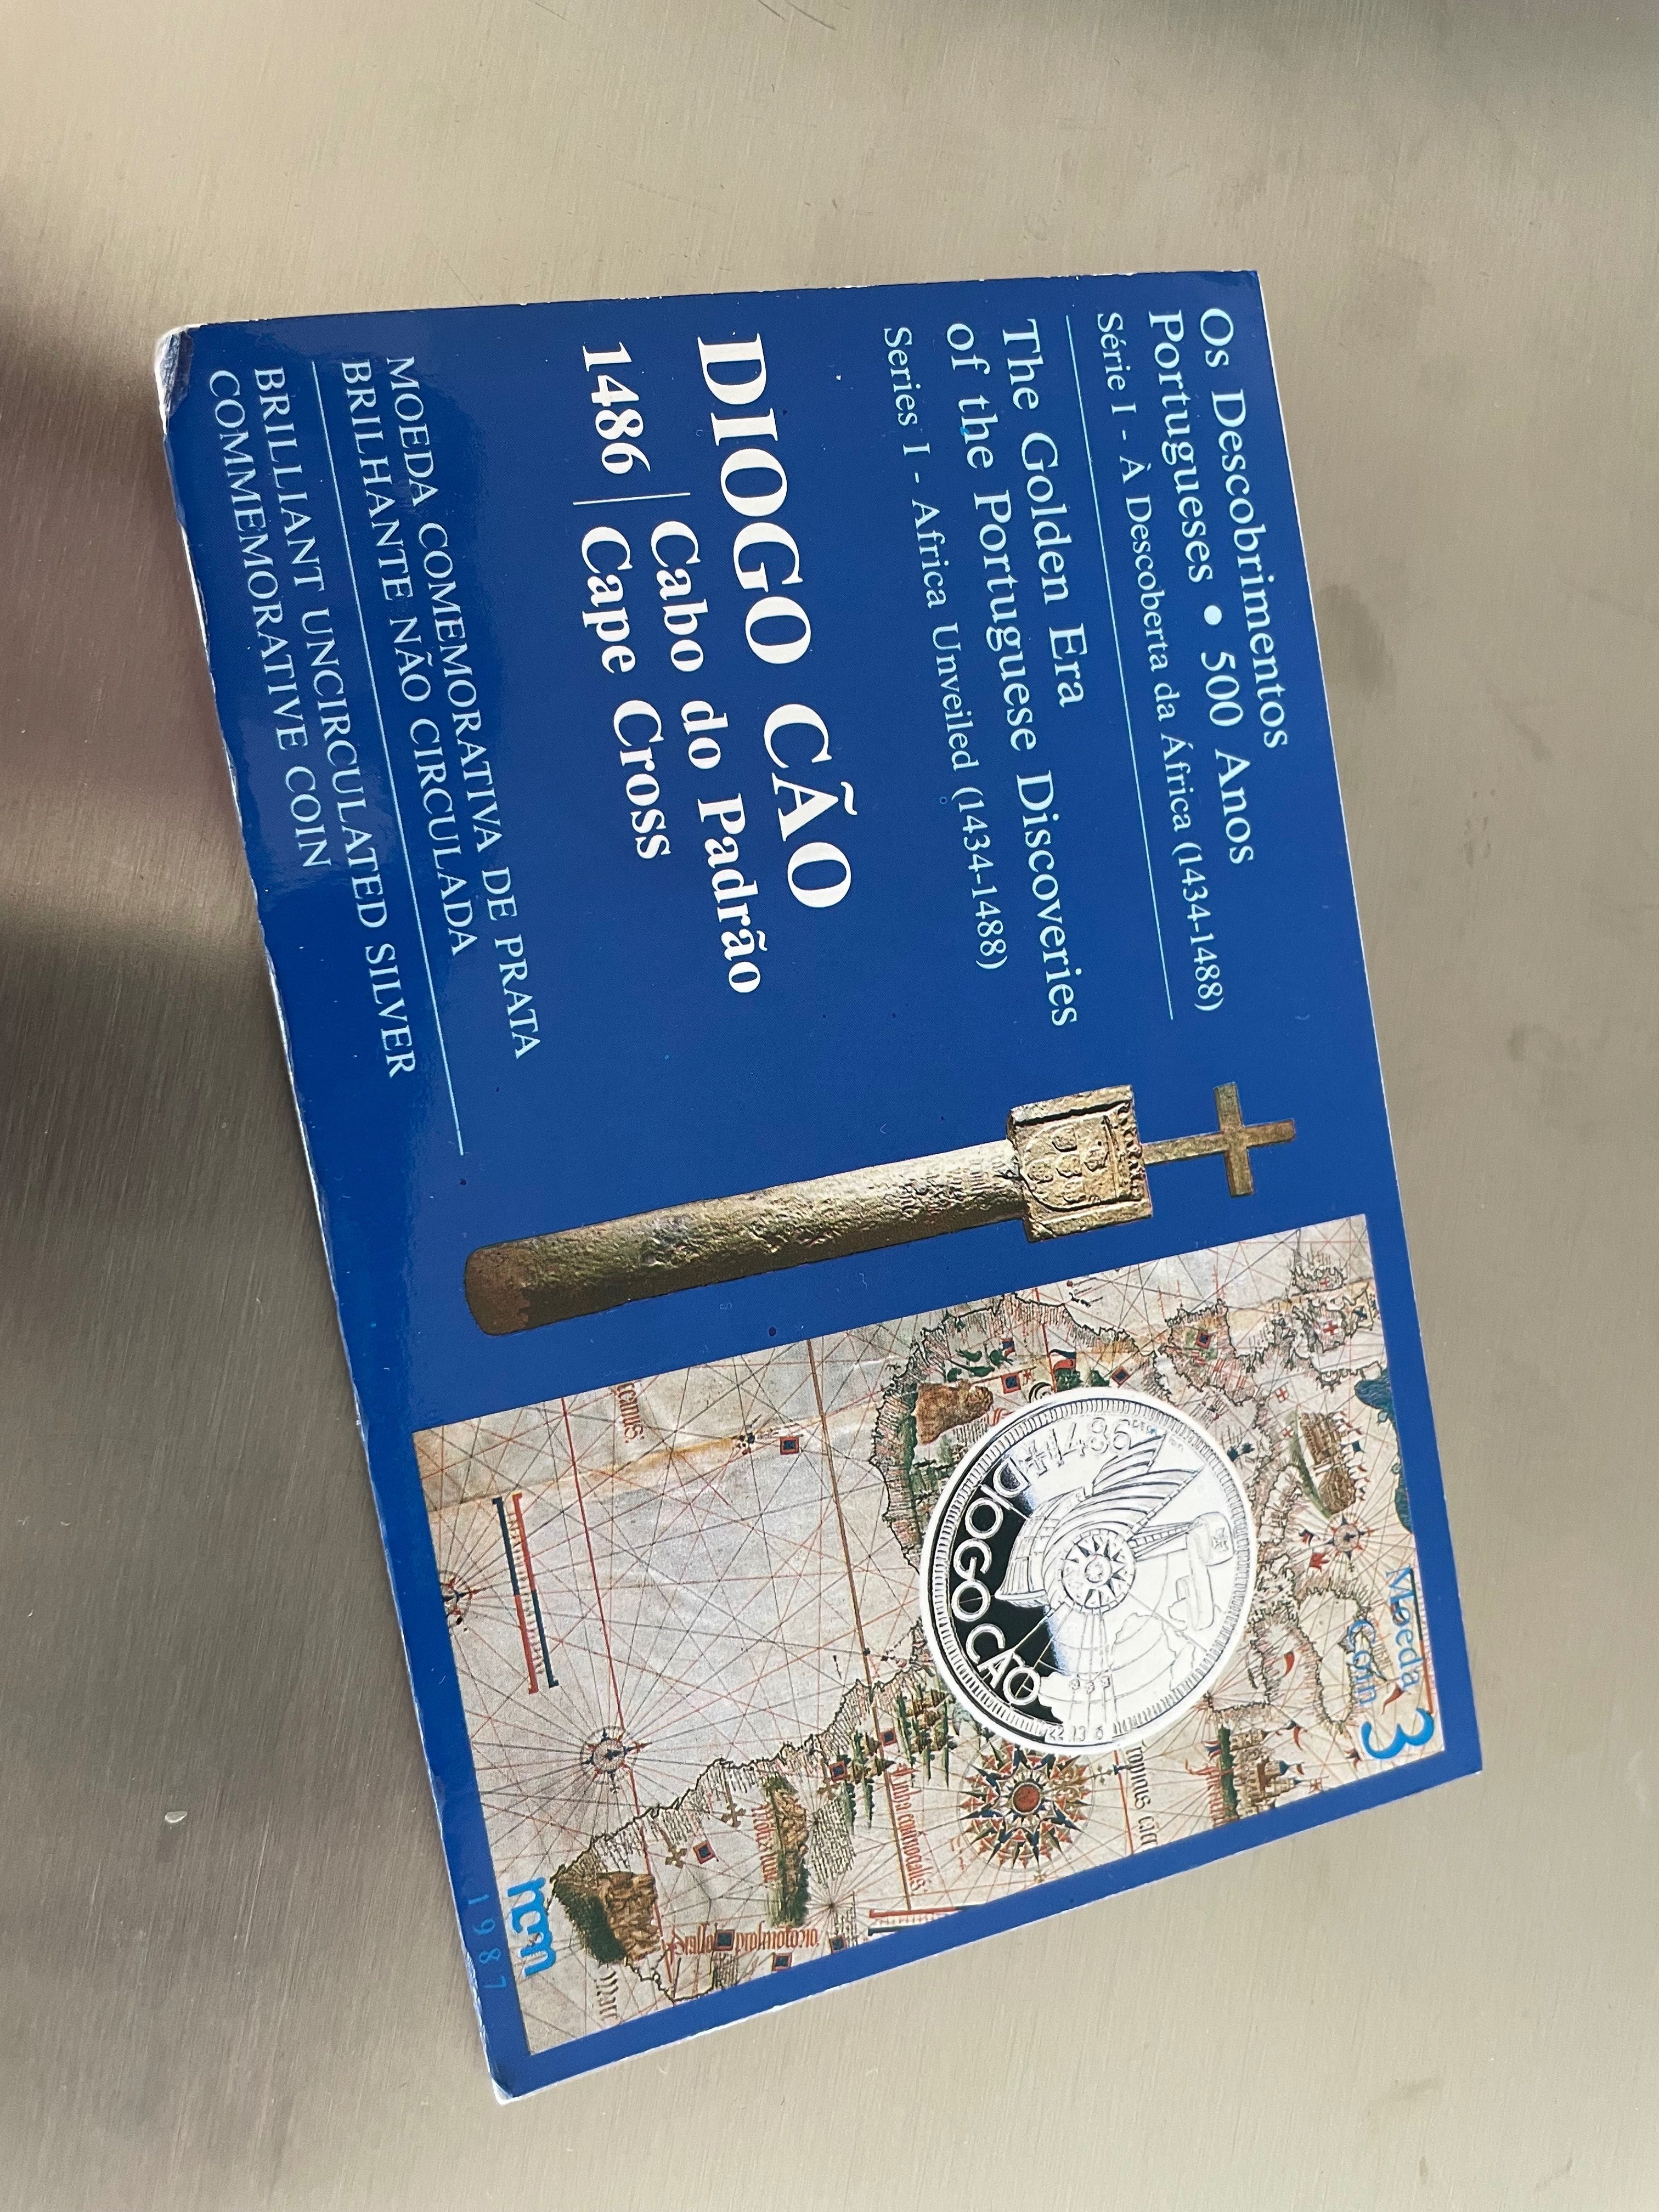 Os Descobrimentos
Portugueses • 500 Anos
Série I - À Descoberta da África (1434-1488)
The Golden Era
of the Portuguese Discoveries
Series I - Africa Unveiled (1434-1488)
DIOGO CÃO
1486
Cabo do Padrão
Cape Cross
MOEDA COMEMORATIVA DE PRATA
BRILHANTE NÃO CIRCULADA
BRILLIANT UNCIRCULATED SILVER
COMMEMORATIVE COIN
Moeda
Coin
3
1486
DIOGO CÃO
ceanus:
incm
1987